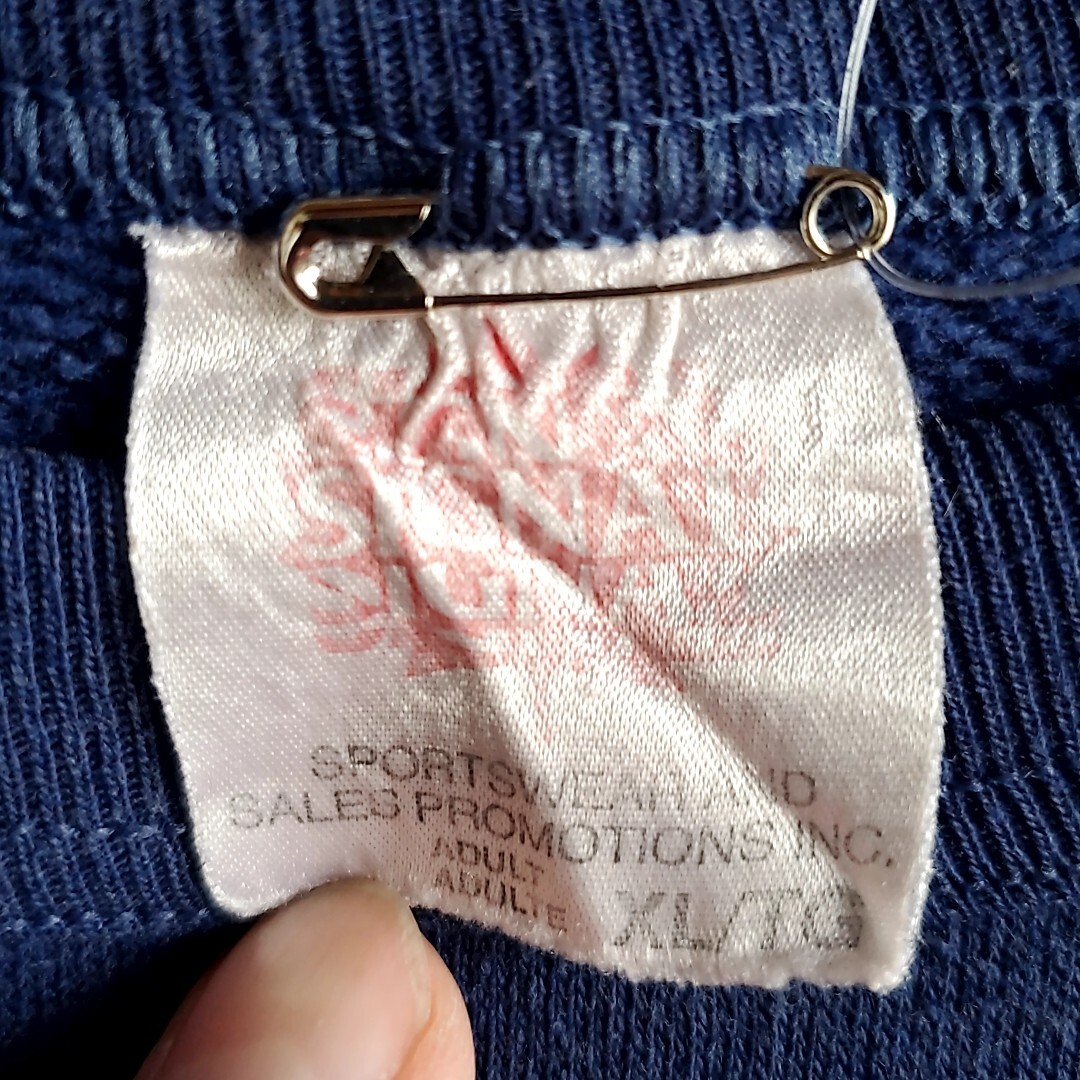 SPORTSWEAR AND
SALES PROMOTIONS INC.
ADULT
ADULTE XL/TG